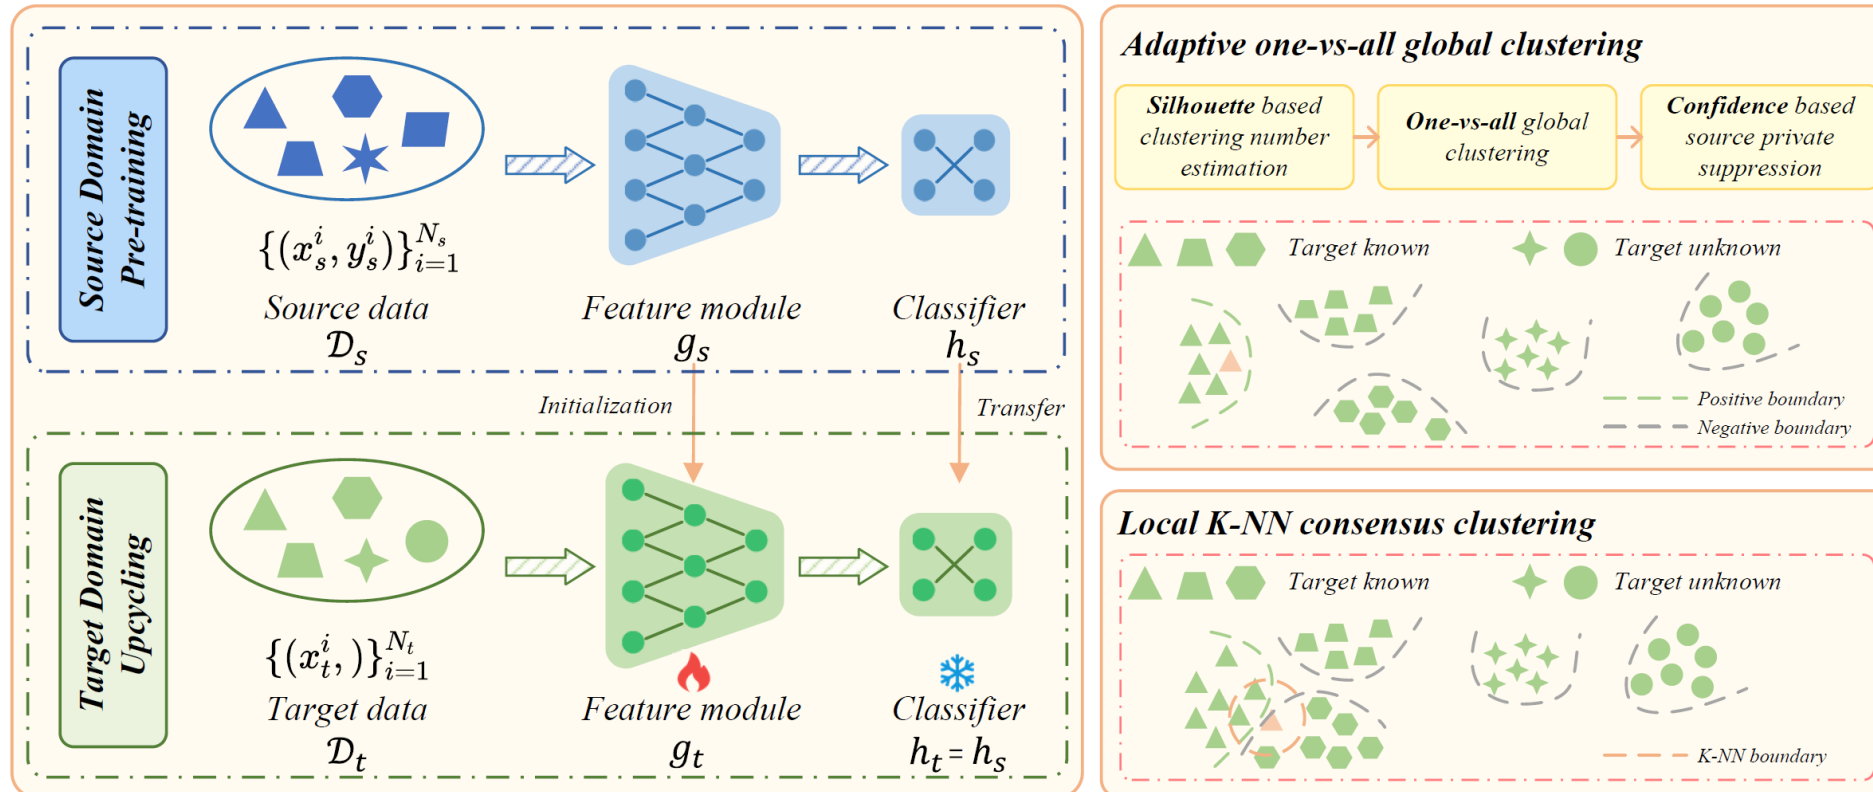 Source Domain
Pre-training
{(x_s^i, y_s^i)}_{i=1}^{N_s}
Source data
𝒟_s
Feature module
g_s
Classifier
h_s
Initialization
Transfer
Target Domain
Upcycling
{(x_t^i, )}_{i=1}^{N_t}
Target data
𝒟_t
Feature module
g_t
Classifier
h_t = h_s
Adaptive one-vs-all global clustering
Silhouette based
clustering number
estimation
One-vs-all global
clustering
Confidence based
source private
suppression
Target known
Target unknown
Positive boundary
Negative boundary
Local K-NN consensus clustering
Target known
Target unknown
K-NN boundary